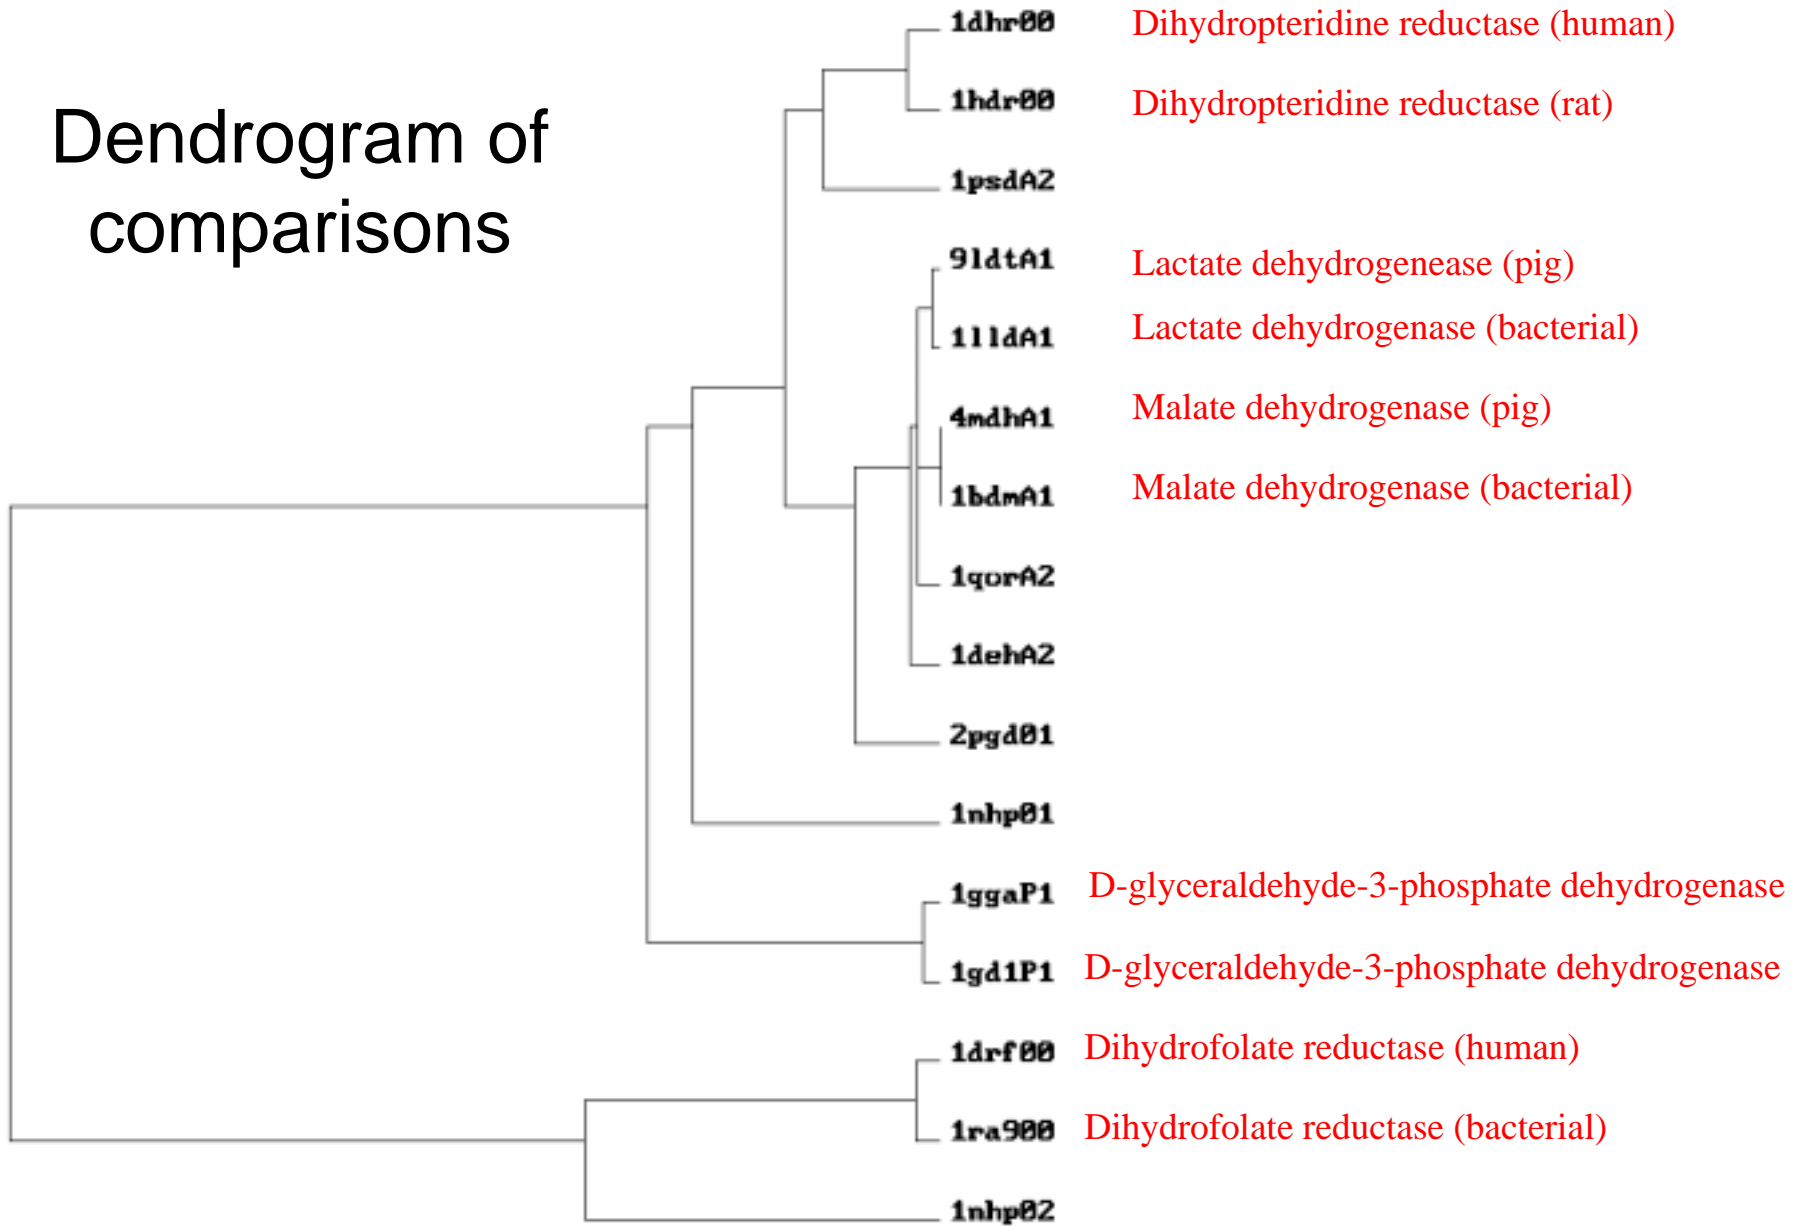 Dendrogram of
comparisons
1dhr00 Dihydropteridine reductase (human)
1hdr00 Dihydropteridine reductase (rat)
1psdA2
9ldtA1 Lactate dehydrogenease (pig)
1lldA1 Lactate dehydrogenase (bacterial)
4mdhA1 Malate dehydrogenase (pig)
1bdmA1 Malate dehydrogenase (bacterial)
1qorA2
1dehA2
2pgd01
1nhp01
1ggaP1 D-glyceraldehyde-3-phosphate dehydrogenase
1gd1P1 D-glyceraldehyde-3-phosphate dehydrogenase
1drf00 Dihydrofolate reductase (human)
1ra900 Dihydrofolate reductase (bacterial)
1nhp02